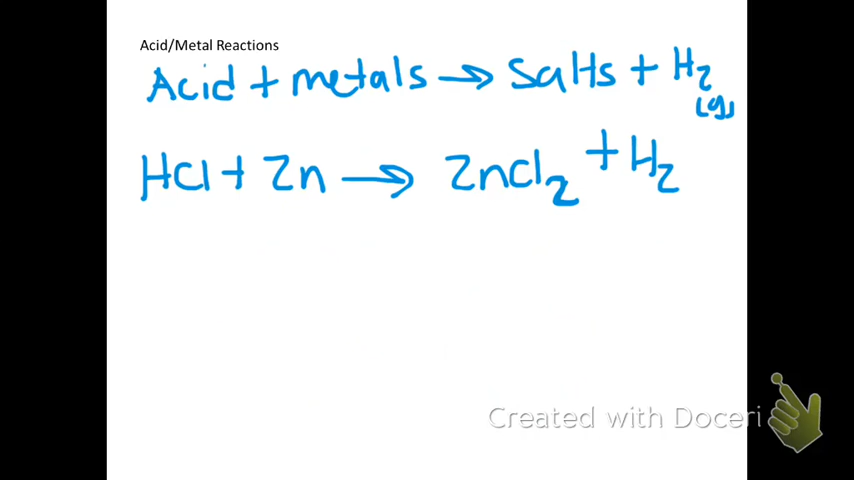 Acid/Metal Reactions
Acid + metals → Salts + H₂
(g)
HCl + Zn → ZnCl₂ + H₂
Created with Doceri